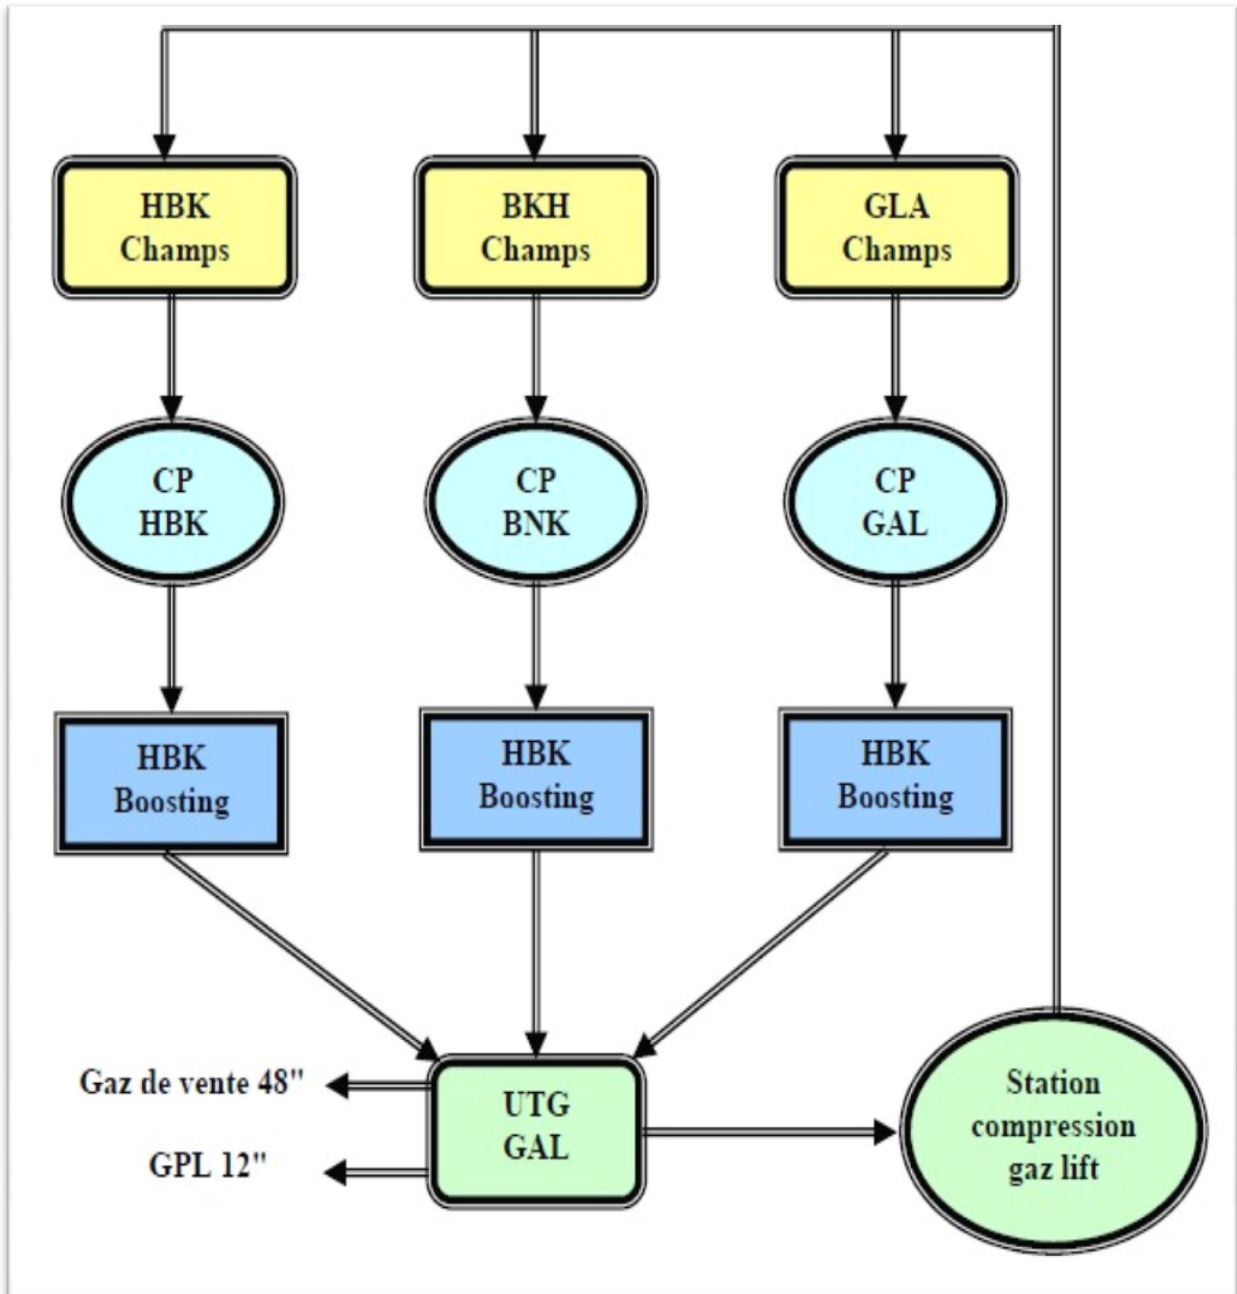 HBK
Champs
BKH
Champs
GLA
Champs
CP
HBK
CP
BNK
CP
GAL
HBK
Boosting
HBK
Boosting
HBK
Boosting
Gaz de vente 48"
GPL 12"
UTG
GAL
Station
compression
gaz lift